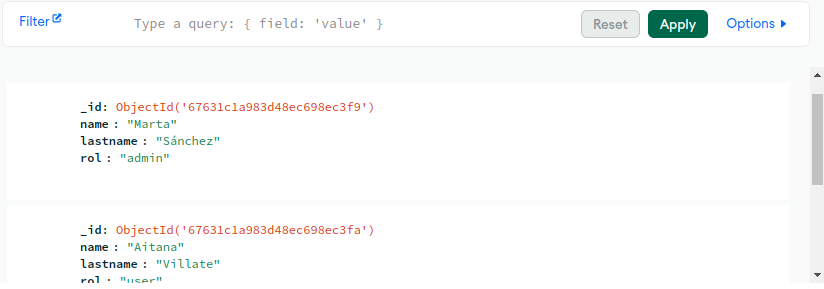 Filter Type a query: { field: 'value' } Reset Apply Options
_id: ObjectId('67631c1a983d48ec698ec3f9')
name : "Marta"
lastname : "Sánchez"
rol : "admin"
_id: ObjectId('67631c1a983d48ec698ec3fa')
name : "Aitana"
lastname : "Villate"
rol : "user"